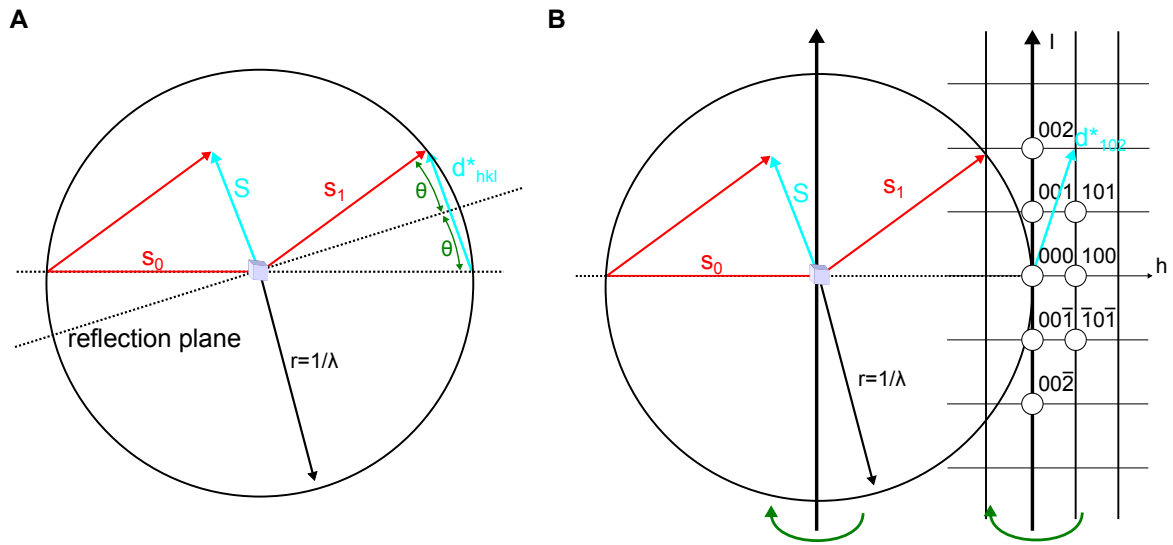 A
S
s₁
d*hkl
θ
θ
s₀
reflection plane
r=1/λ
B
l
002
d*₁₀₂
S
s₁
001
101
s₀
000
100
h
001̄
1̄01̄
r=1/λ
002̄